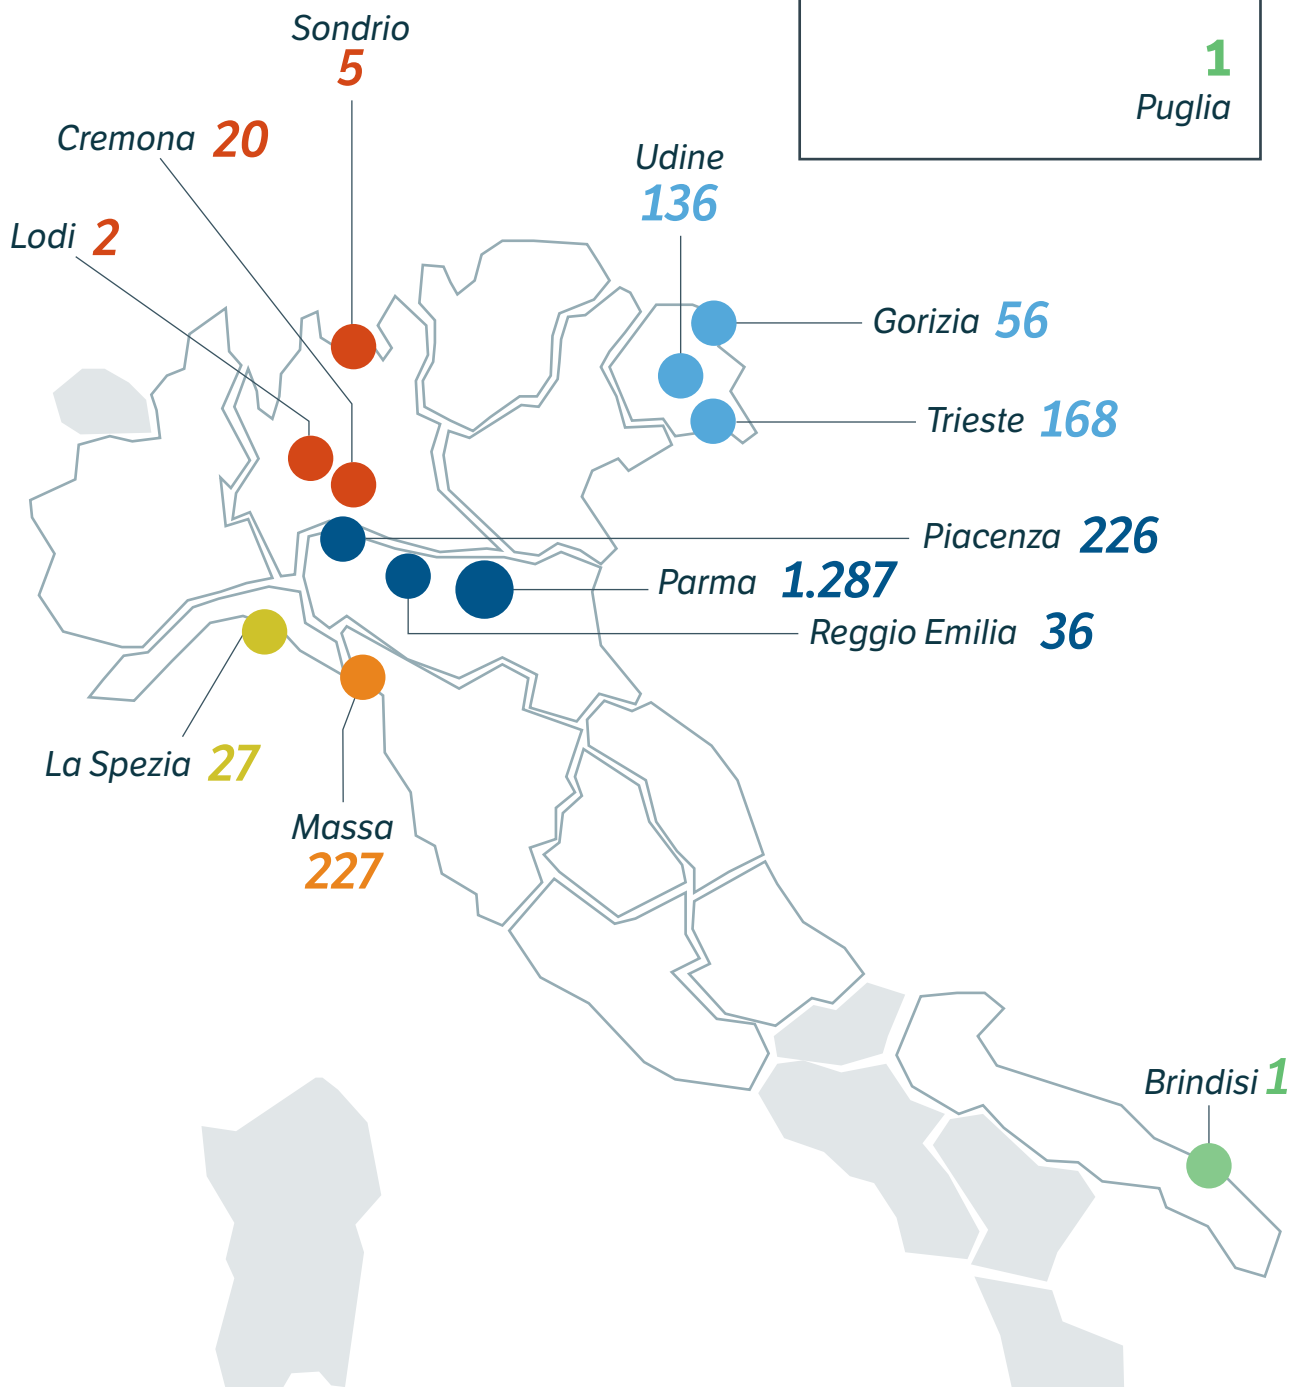 Sondrio
5
1
Puglia
Cremona 20
Udine
136
Lodi 2
Gorizia 56
Trieste 168
Piacenza 226
Parma 1.287
Reggio Emilia 36
La Spezia 27
Massa
227
Brindisi 1